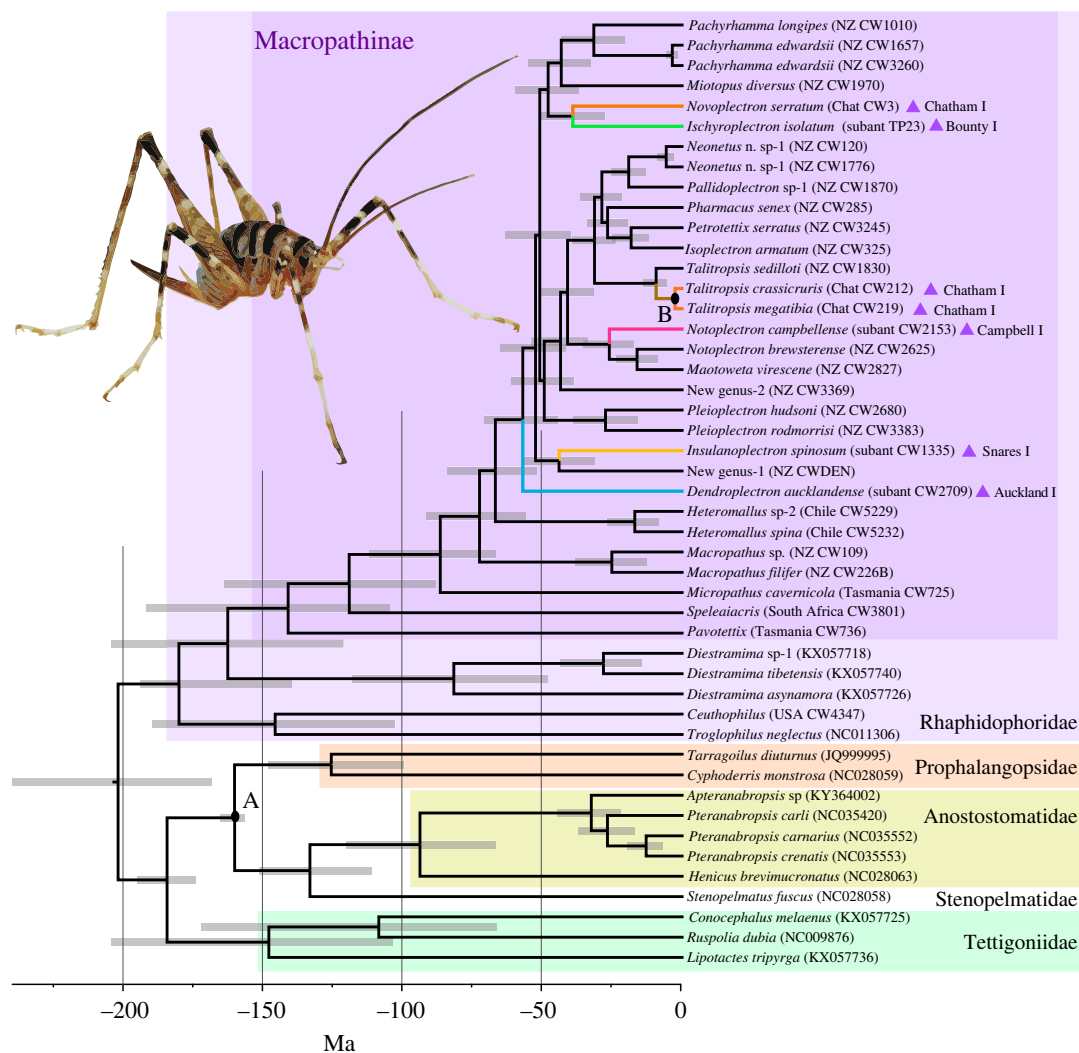 Macropathinae
Pachyrhamma longipes (NZ CW1010)
Pachyrhamma edwardsii (NZ CW1657)
Pachyrhamma edwardsii (NZ CW3260)
Miotopus diversus (NZ CW1970)
Novoplectron serratum (Chat CW3) Chatham I
Ischyroplectron isolatum (subant TP23) Bounty I
Neonetus n. sp-1 (NZ CW120)
Neonetus n. sp-1 (NZ CW1776)
Pallidoplectron sp-1 (NZ CW1870)
Pharmacus senex (NZ CW285)
Petrotettix serratus (NZ CW3245)
Isoplectron armatum (NZ CW325)
Talitropsis sedilloti (NZ CW1830)
Talitropsis crassicruris (Chat CW212) Chatham I
B
Talitropsis megatibia (Chat CW219) Chatham I
Notoplectron campbellense (subant CW2153) Campbell I
Notoplectron brewsterense (NZ CW2625)
Maotoweta virescene (NZ CW2827)
New genus-2 (NZ CW3369)
Pleioplectron hudsoni (NZ CW2680)
Pleioplectron rodmorrisi (NZ CW3383)
Insulanoplectron spinosum (subant CW1335) Snares I
New genus-1 (NZ CWDEN)
Dendroplectron aucklandense (subant CW2709) Auckland I
Heteromallus sp-2 (Chile CW5229)
Heteromallus spina (Chile CW5232)
Macropathus sp. (NZ CW109)
Macropathus filifer (NZ CW226B)
Micropathus cavernicola (Tasmania CW725)
Speleaiacris (South Africa CW3801)
Pavotettix (Tasmania CW736)
Diestramima sp-1 (KX057718)
Diestramima tibetensis (KX057740)
Diestramima asynamora (KX057726)
Ceuthophilus (USA CW4347)
Rhaphidophoridae
Troglophilus neglectus (NC011306)
Tarragoilus diuturnus (JQ999995)
Prophalangopsidae
Cyphoderris monstrosa (NC028059)
A
Apteranabropsis sp (KY364002)
Anostostomatidae
Pteranabropsis carli (NC035420)
Pteranabropsis carnarius (NC035552)
Pteranabropsis crenatis (NC035553)
Henicus brevimucronatus (NC028063)
Stenopelmatus fuscus (NC028058)
Stenopelmatidae
Conocephalus melaenus (KX057725)
Ruspolia dubia (NC009876)
Tettigoniidae
Lipotactes tripyrga (KX057736)
−200 −150 −100 −50 0
Ma